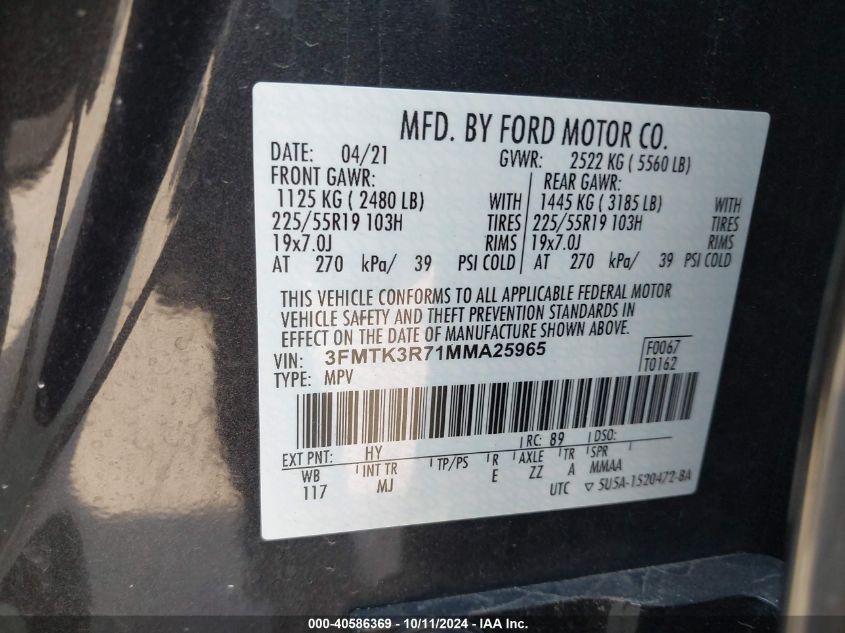 MFD. BY FORD MOTOR CO.
DATE: 04/21 GVWR: 2522 KG ( 5560 LB)
FRONT GAWR: REAR GAWR:
1125 KG ( 2480 LB) WITH 1445 KG ( 3185 LB) WITH
225/55R19 103H TIRES 225/55R19 103H TIRES
19x7.0J RIMS 19x7.0J RIMS
AT 270 kPa/ 39 PSI COLD AT 270 kPa/ 39 PSI COLD
THIS VEHICLE CONFORMS TO ALL APPLICABLE FEDERAL MOTOR
VEHICLE SAFETY AND THEFT PREVENTION STANDARDS IN
EFFECT ON THE DATE OF MANUFACTURE SHOWN ABOVE.
VIN: 3FMTK3R71MMA25965 F0067
TYPE: MPV T0162
EXT PNT: HY RC: 89 DSO:
WB INT TR TP/PS R AXLE TR SPR
117 MJ E ZZ A MMAA
UTC ▽ SU5A-1520472-BA
000-40586369 - 10/11/2024 - IAA Inc.